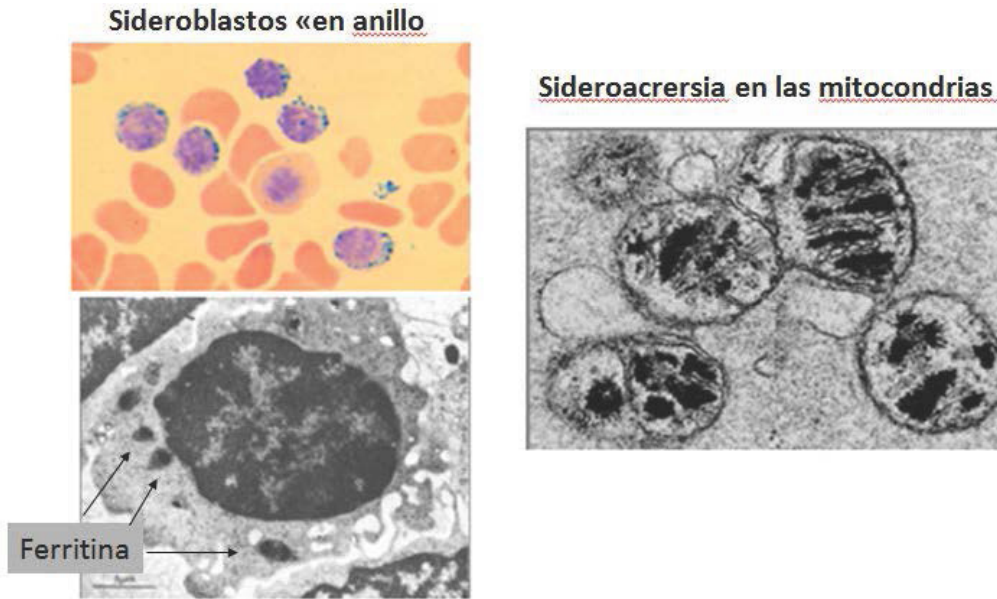 Sideroblastos «en anillo
Sideroacrersia en las mitocondrias
Ferritina